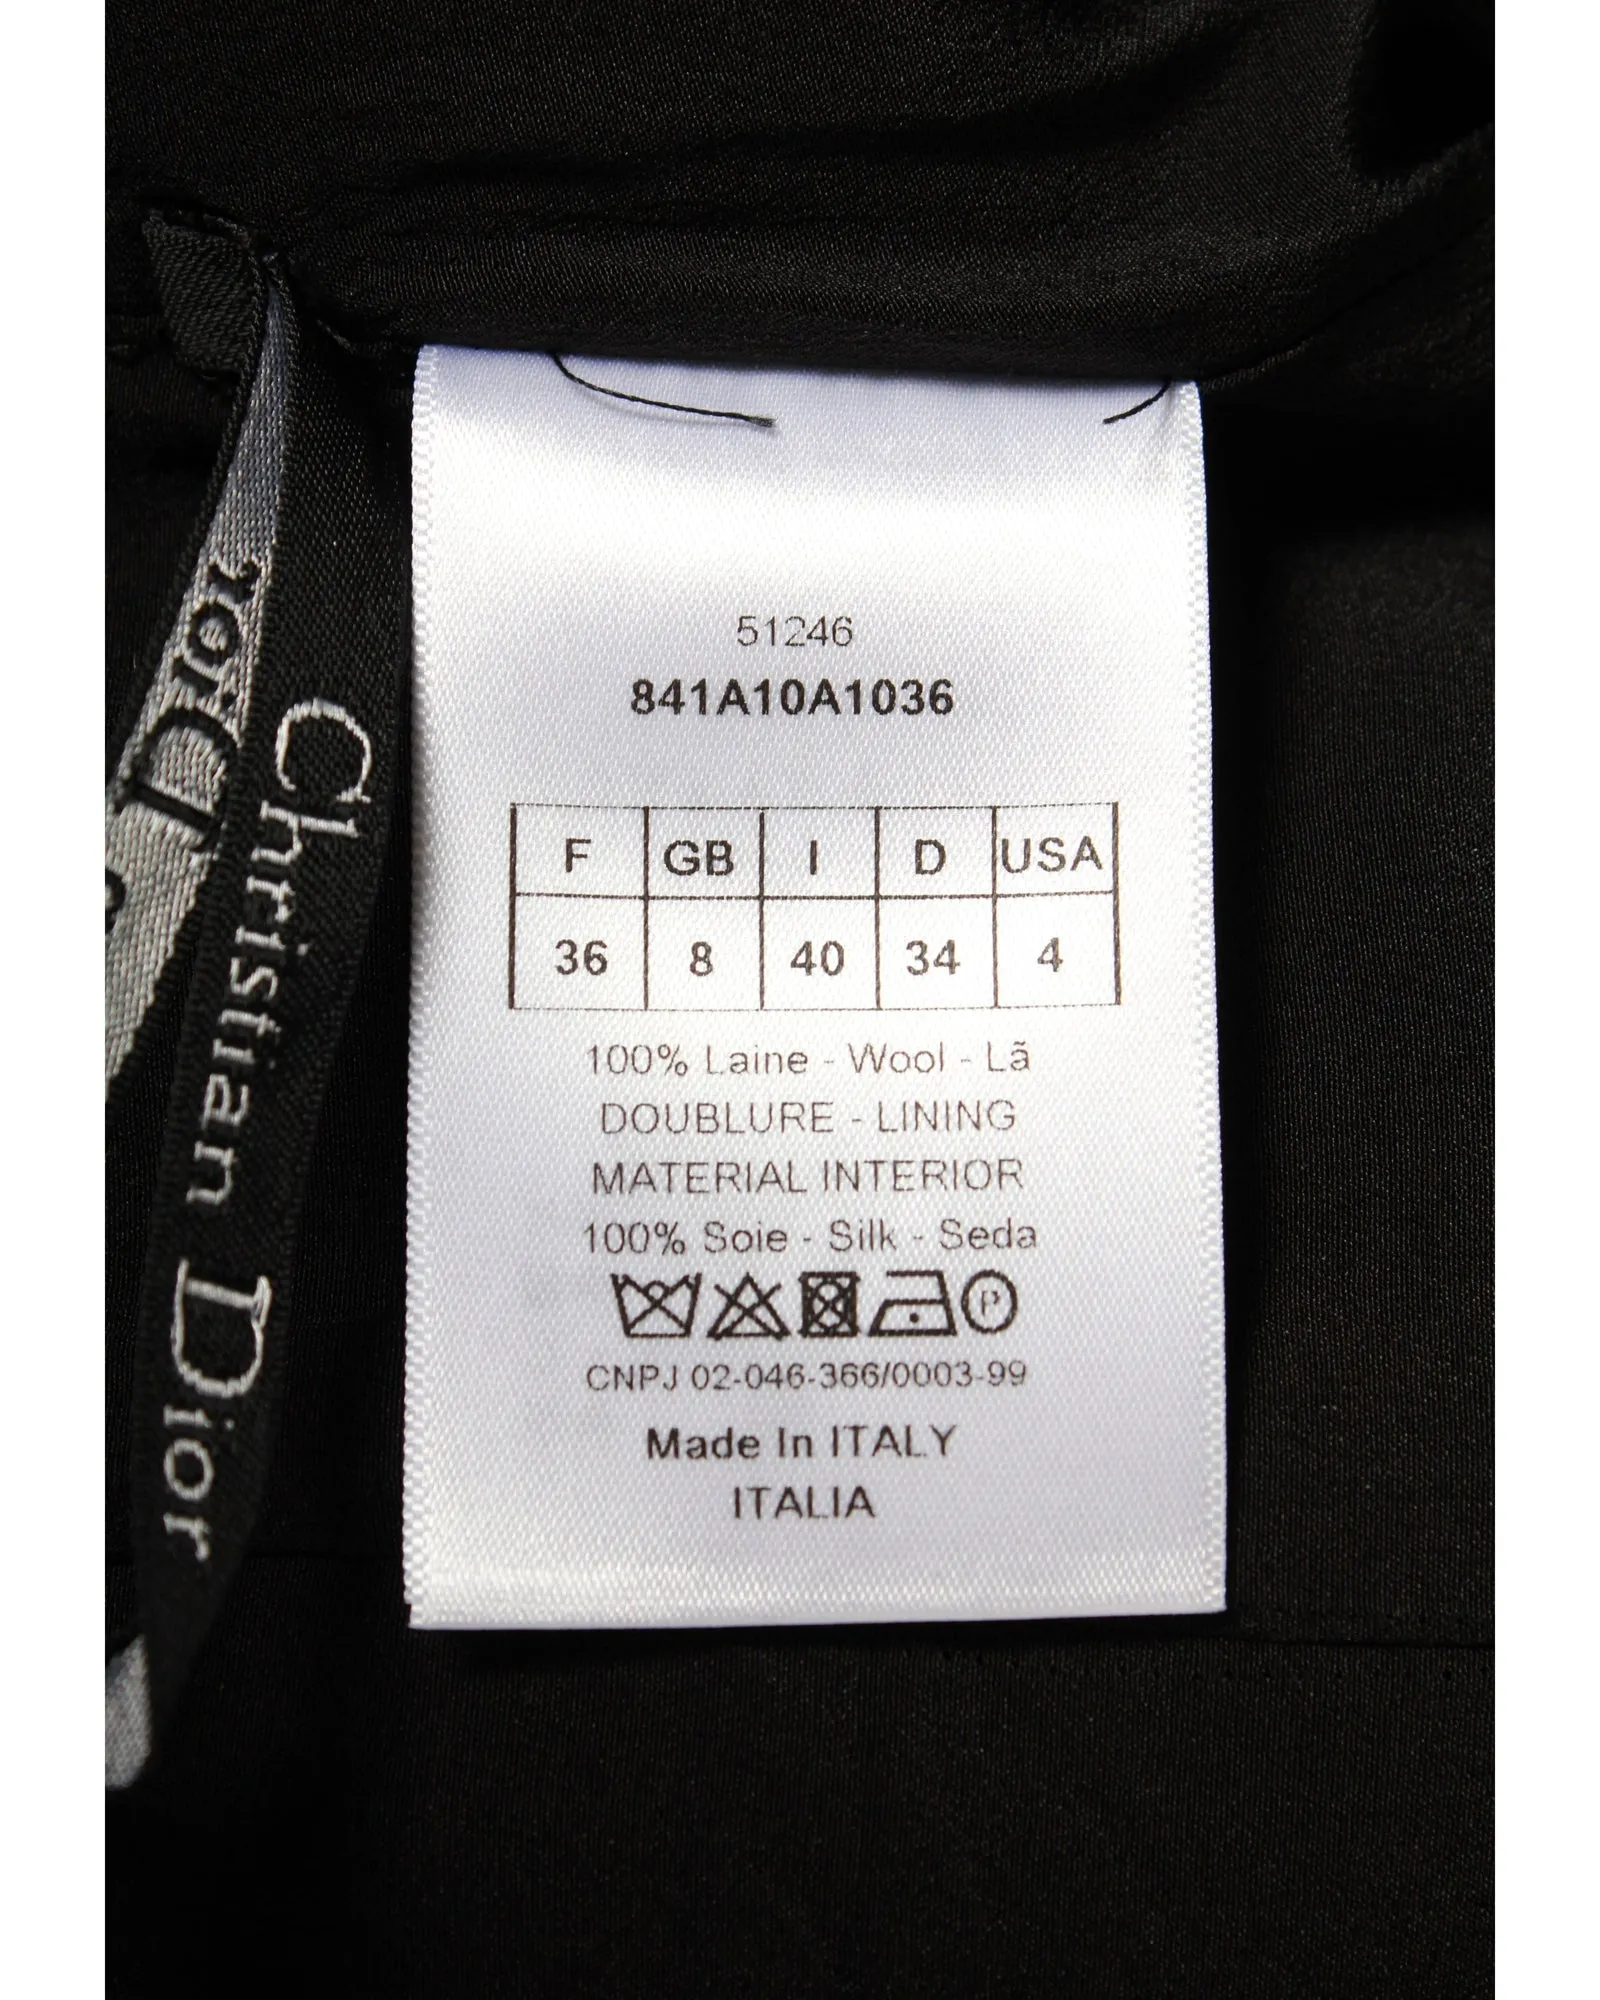 51246
841A10A1036
F GB I D USA
36 8 40 34 4
100% Laine - Wool - Lã
DOUBLURE - LINING
MATERIAL INTERIOR
100% Soie - Silk - Seda
P
CNPJ 02-046-366/0003-99
Made In ITALY
ITALIA
Christian Dior
Dior